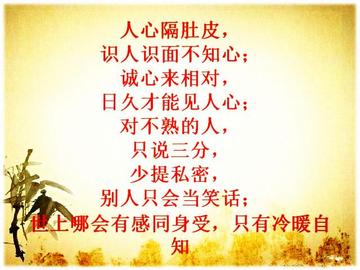 人心隔肚皮，
识人识面不知心；
诚心来相对，
日久才能见人心；
对不熟的人，
只说三分，
少提私密，
别人只会当笑话；
世上哪会有感同身受，只有冷暖自
知